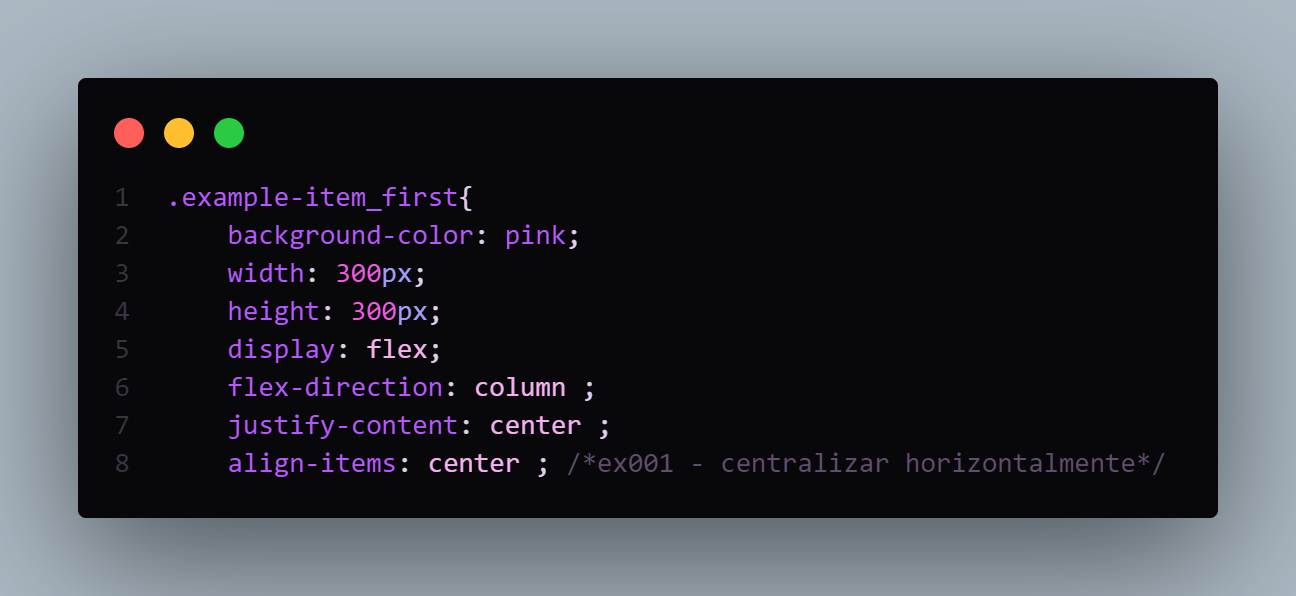 1 .example-item_first{
2 background-color: pink;
3 width: 300px;
4 height: 300px;
5 display: flex;
6 flex-direction: column ;
7 justify-content: center ;
8 align-items: center ; /*ex001 - centralizar horizontalmente*/